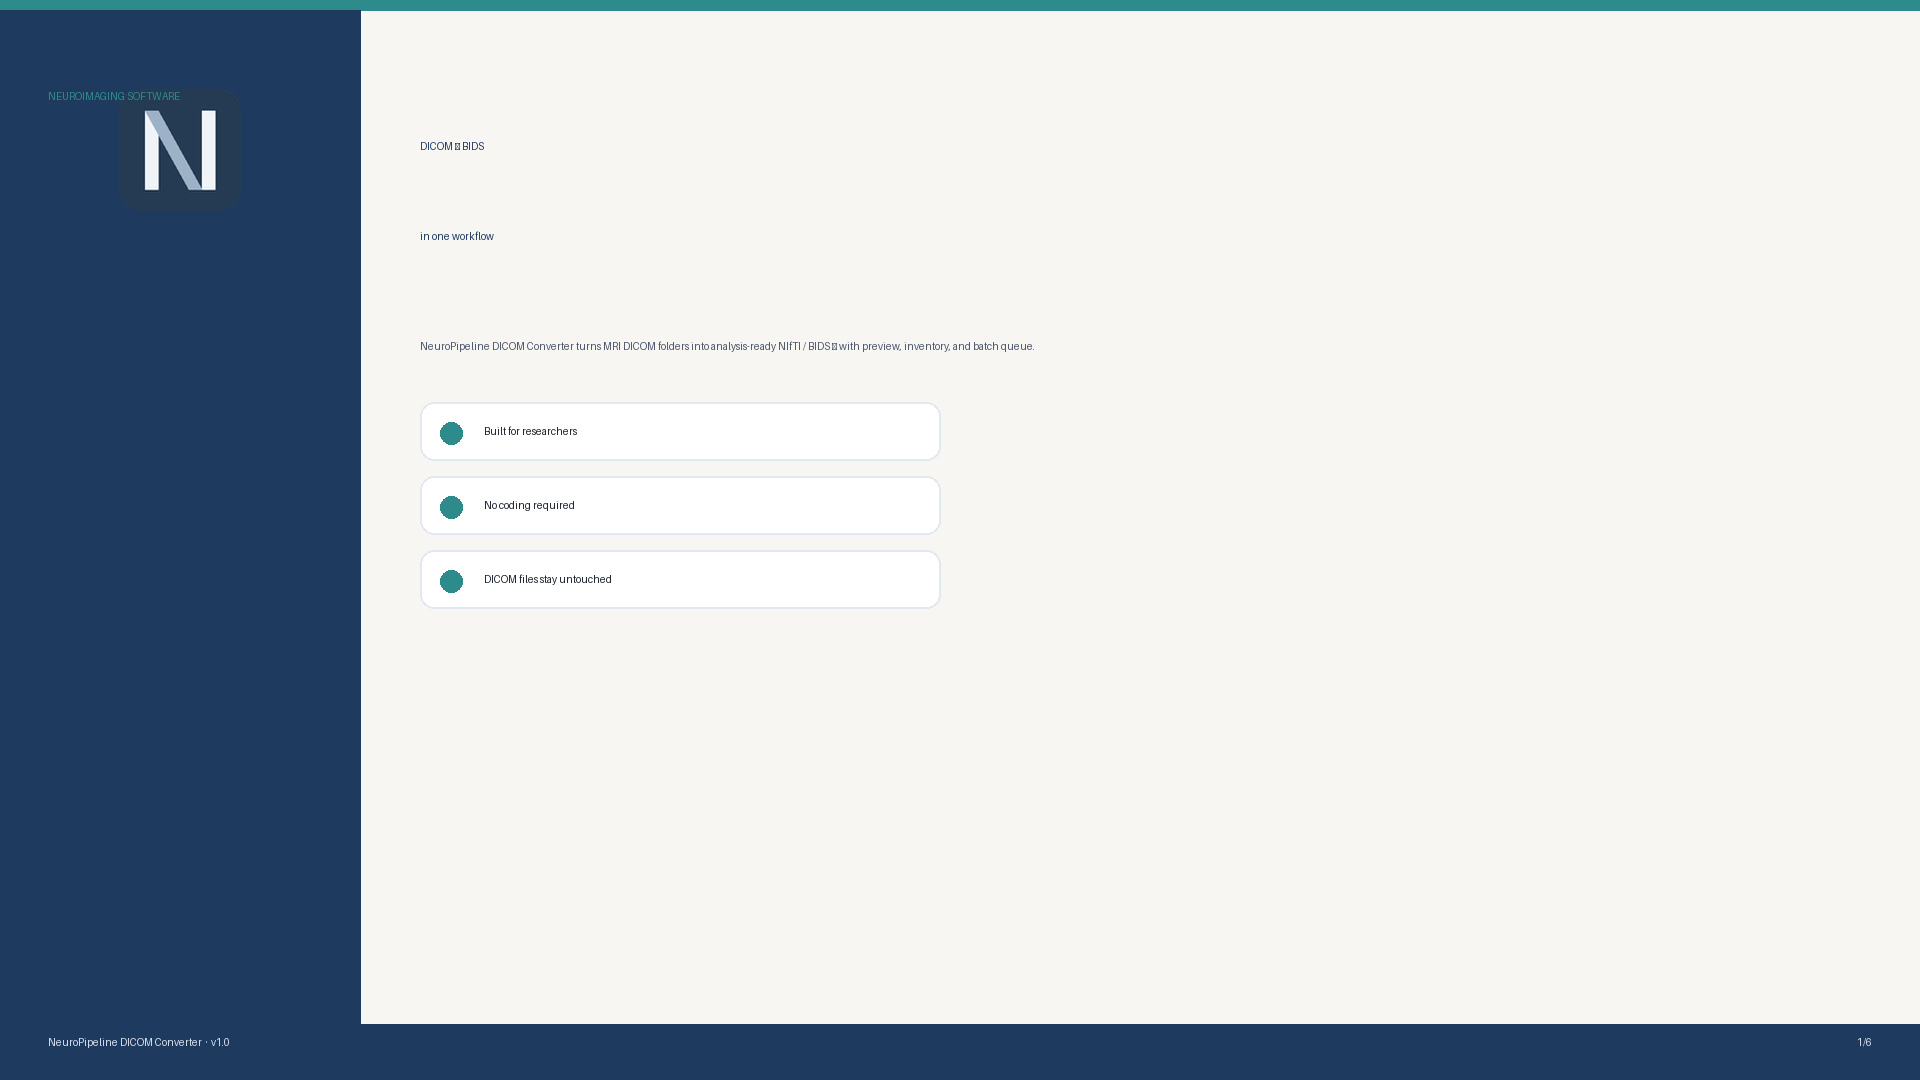 NEUROIMAGING SOFTWARE
N
DICOM ▯ BIDS
in one workflow
NeuroPipeline DICOM Converter turns MRI DICOM folders into analysis-ready NIfTI / BIDS ▯ with preview, inventory, and batch queue.
Built for researchers
No coding required
DICOM files stay untouched
NeuroPipeline DICOM Converter · v1.0
1/6